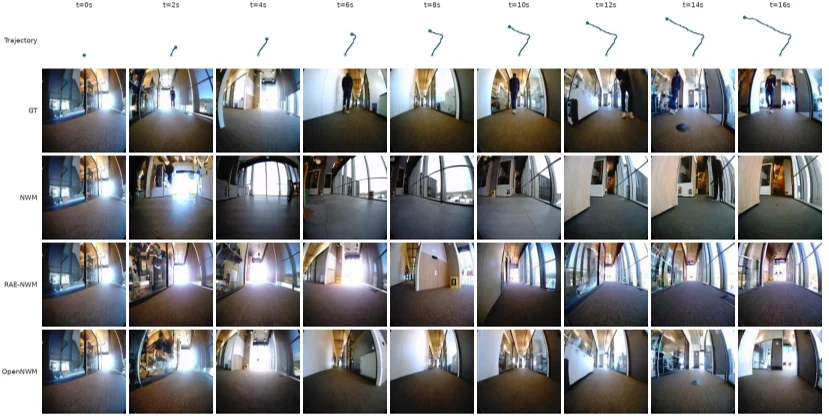 t=0s t=2s t=4s t=6s t=8s t=10s t=12s t=14s t=16s
Trajectory
GT
NWM
RAE-NWM
OpenNWM